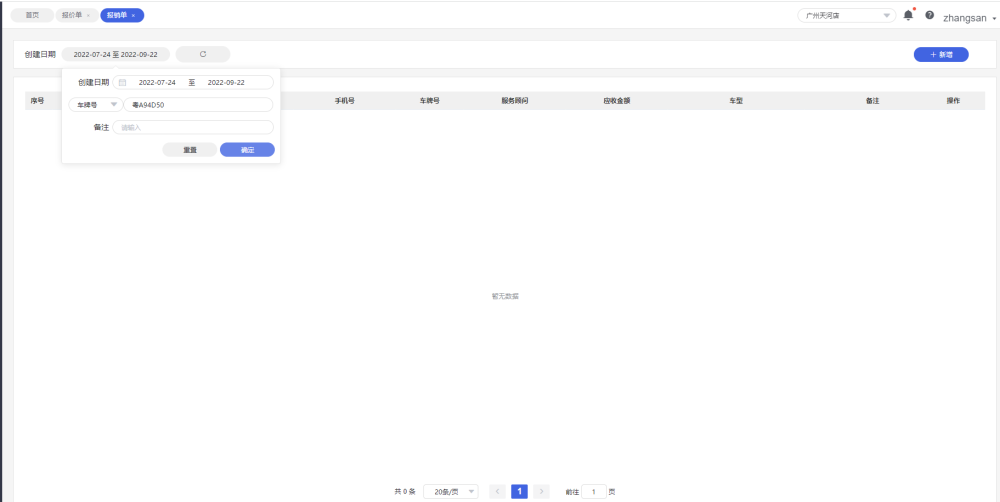 首页 报价单 × 报销单 × 广州天河店 zhangsan
创建日期 2022-07-24 至 2022-09-22 + 新增
创建日期 2022-07-24 至 2022-09-22
序号 手机号 车牌号 服务顾问 应收金额 车型 备注 操作
车牌号 粤A94D50
备注 请输入
重置 确定
暂无数据
共 0 条 20条/页 < 1 > 前往 1 页